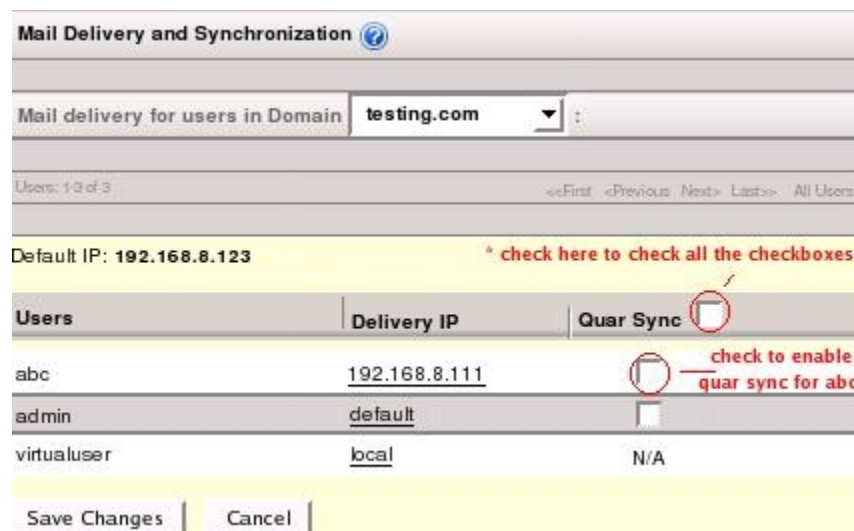 Mail Delivery and Synchronization ?
Mail delivery for users in Domain testing.com :
Users: 1-3 of 3 <<First <Previous Next> Last>> All Users
Default IP: 192.168.8.123 * check here to check all the checkboxes
Users Delivery IP Quar Sync
abc 192.168.8.111 check to enable
quar sync for abc
admin default
virtualuser local N/A
Save Changes Cancel